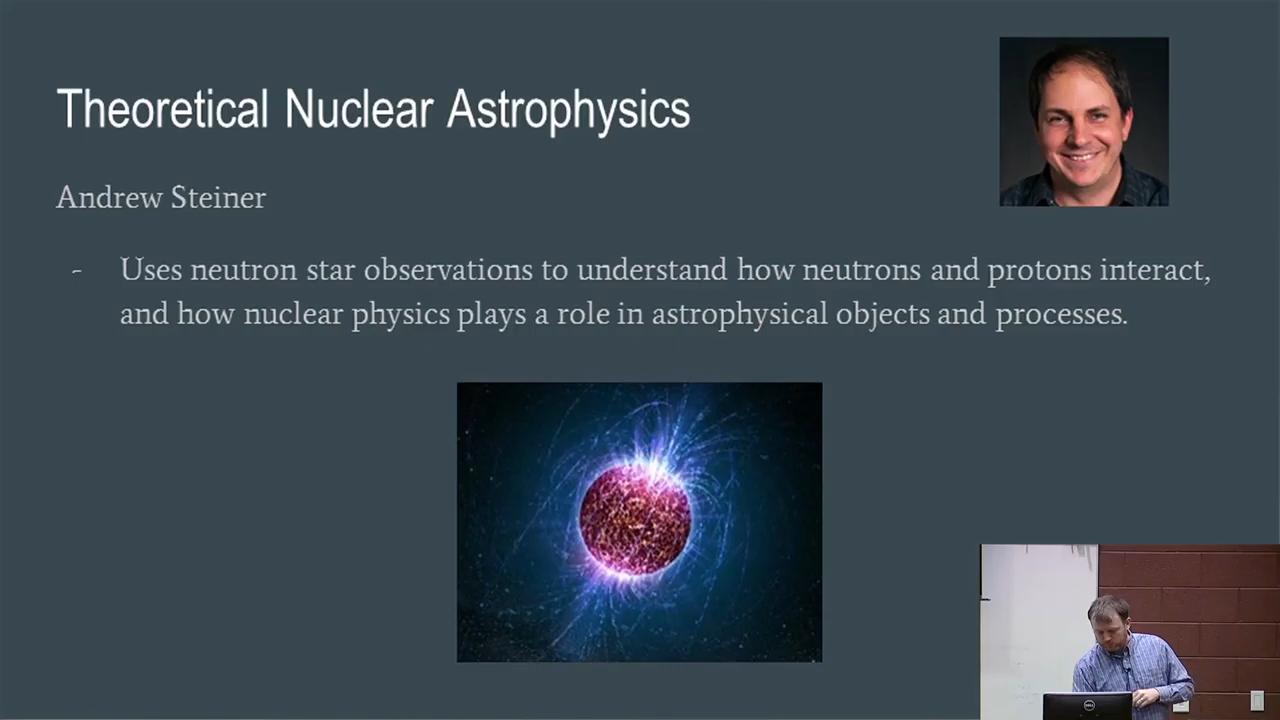 Theoretical Nuclear Astrophysics
Andrew Steiner
- Uses neutron star observations to understand how neutrons and protons interact,
and how nuclear physics plays a role in astrophysical objects and processes.
DELL